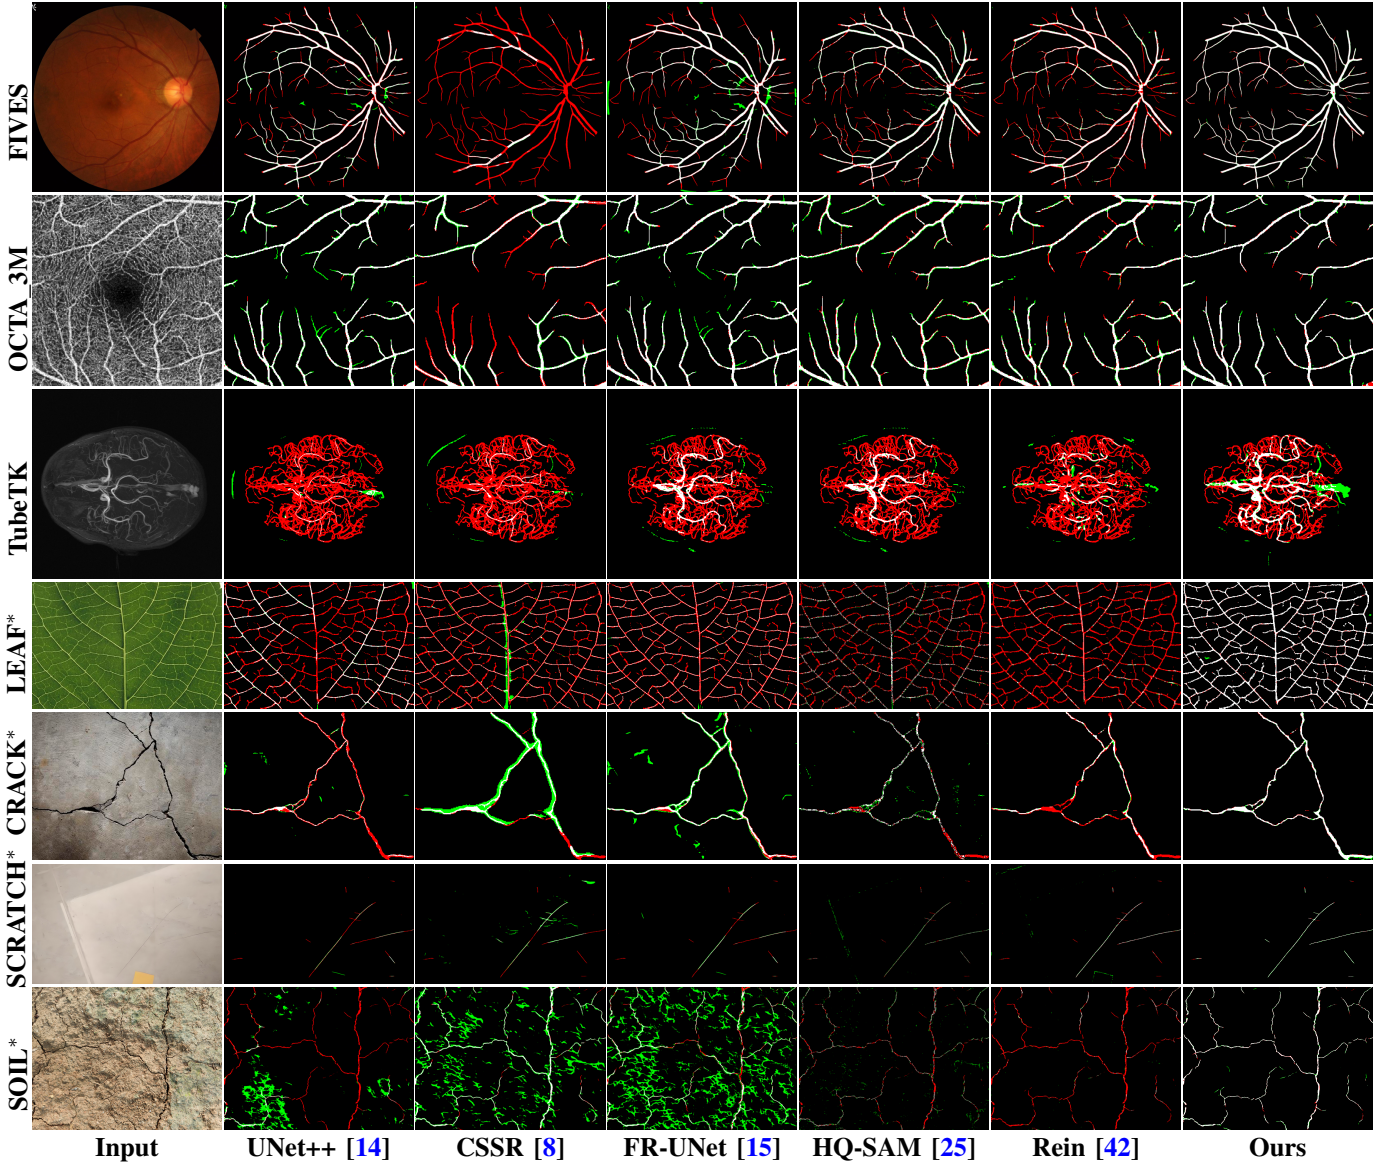 FIVES
OCTA_3M
TubeTK
LEAF*
CRACK*
SCRATCH*
SOIL*
Input UNet++ [14] CSSR [8] FR-UNet [15] HQ-SAM [25] Rein [42] Ours